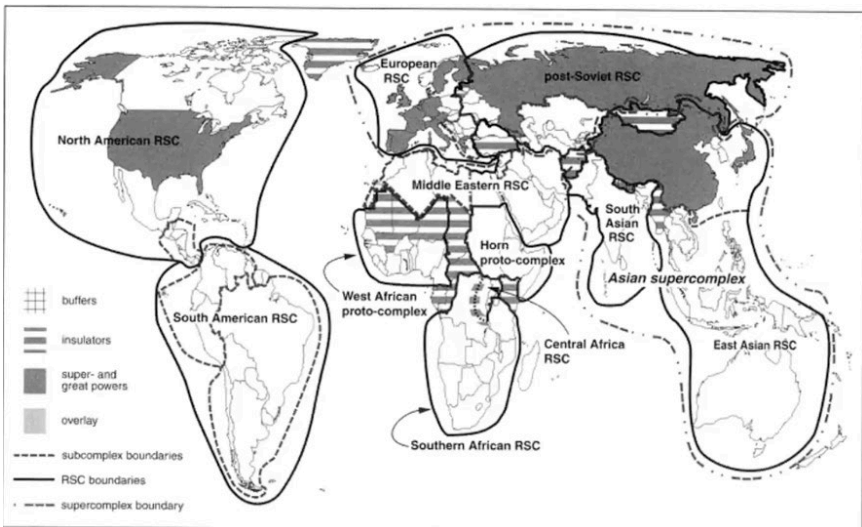 European
RSC
post-Soviet RSC
North American RSC
Middle Eastern RSC
South
Asian
RSC
Horn
proto-complex
Asian supercomplex
West African
proto-complex
South American RSC
Central Africa
RSC
East Asian RSC
Southern African RSC
buffers
insulators
super- and
great powers
overlay
subcomplex boundaries
RSC boundaries
supercomplex boundary